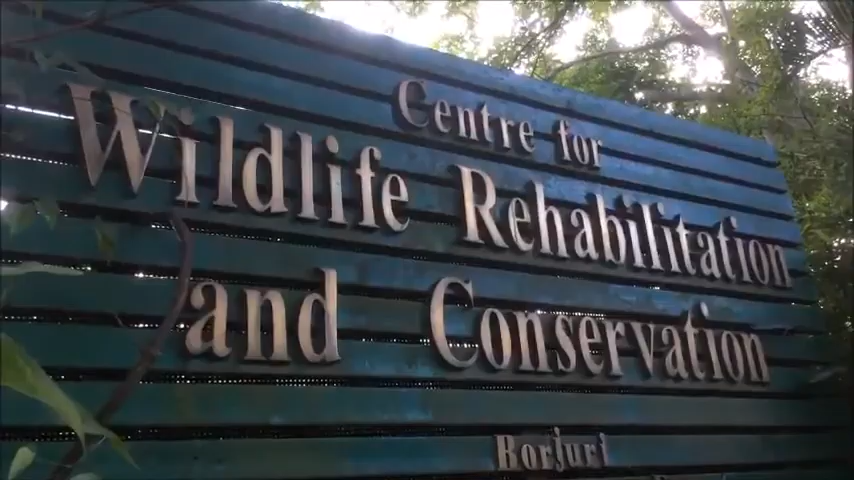 Centre for
Wildlife Rehabilitation
and Conservation
Borjuri